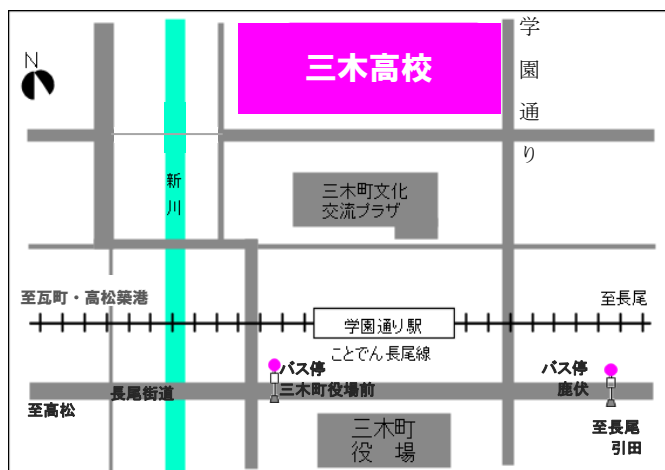 N
三木高校
学園通り
新川
三木町文化
交流プラザ
至瓦町・高松築港
至長尾
学園通り駅
ことでん長尾線
バス停
三木町役場前
バス停
鹿伏
長尾街道
至高松
三木町
役場
至長尾
引田